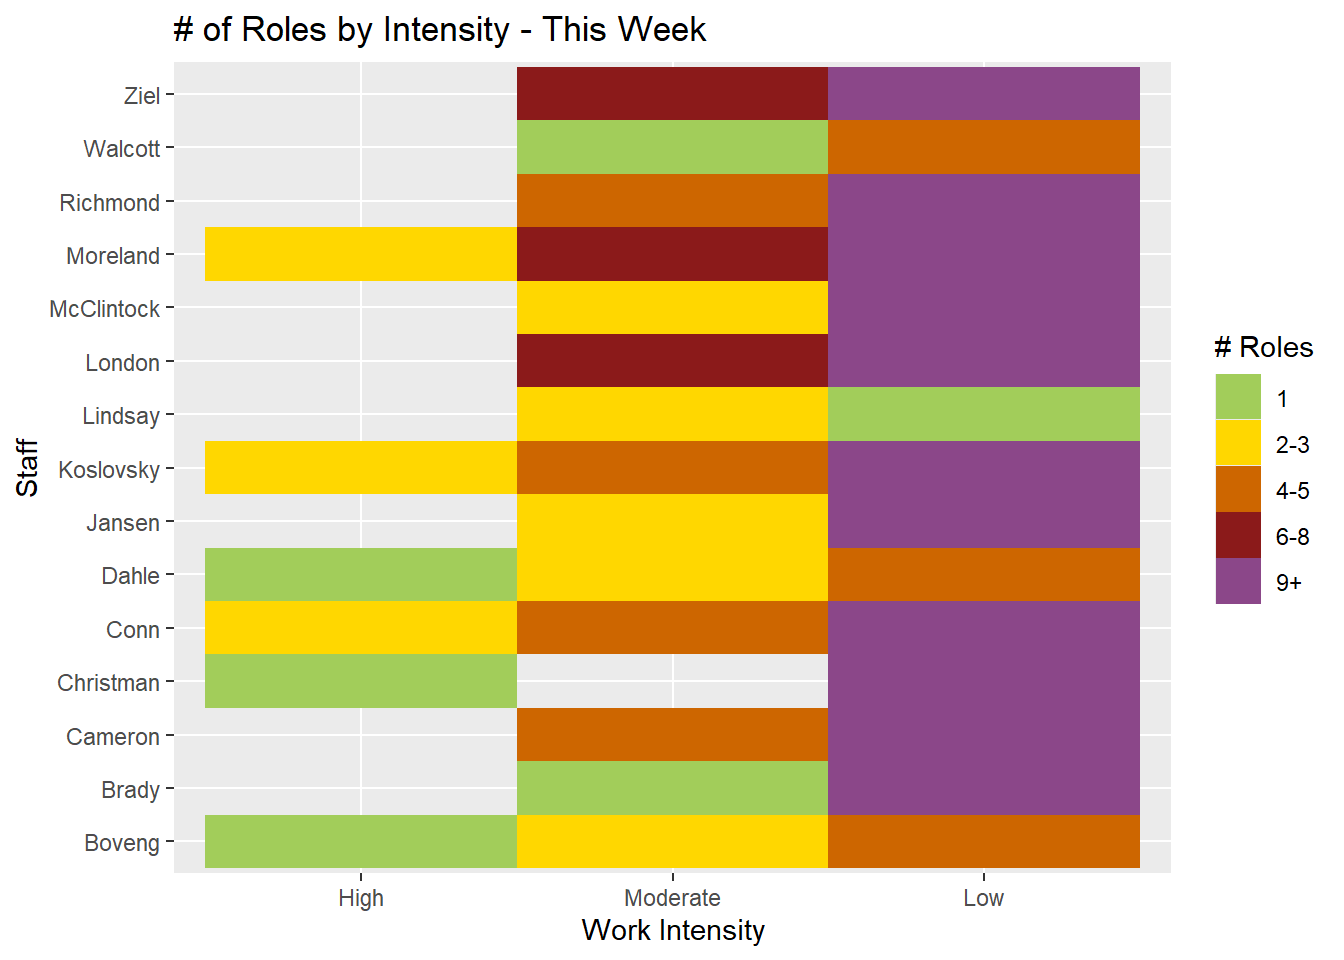 # of Roles by Intensity - This Week
Staff
Ziel
Walcott
Richmond
Moreland
McClintock
London
Lindsay
Koslovsky
Jansen
Dahle
Conn
Christman
Cameron
Brady
Boveng
High Moderate Low
Work Intensity
# Roles
1
2-3
4-5
6-8
9+